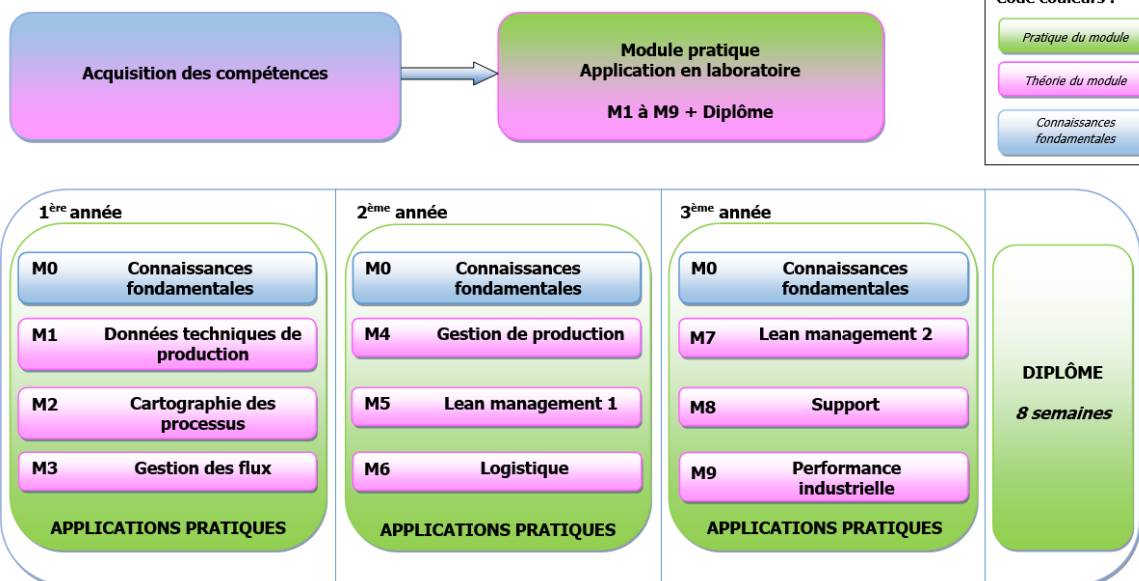 Code couleurs :
Acquisition des compétences
Module pratique
Application en laboratoire
M1 à M9 + Diplôme
Pratique du module
Théorie du module
Connaissances
fondamentales
1ère année
M0 Connaissances
fondamentales
M1 Données techniques de
production
M2 Cartographie des
processus
M3 Gestion des flux
APPLICATIONS PRATIQUES
2ème année
M0 Connaissances
fondamentales
M4 Gestion de production
M5 Lean management 1
M6 Logistique
APPLICATIONS PRATIQUES
3ème année
M0 Connaissances
fondamentales
M7 Lean management 2
M8 Support
M9 Performance
industrielle
APPLICATIONS PRATIQUES
DIPLÔME
8 semaines